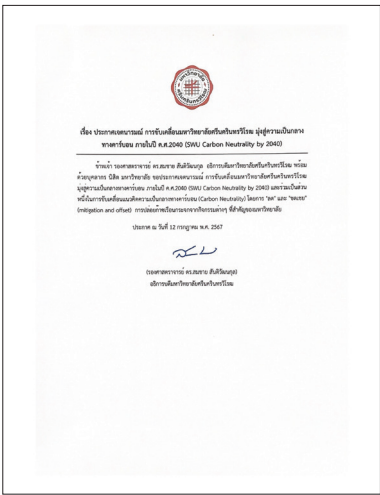 เรื่อง ประกาศเจตนารมณ์ การขับเคลื่อนมหาวิทยาลัยศรีนครินทรวิโรฒ มุ่งสู่ความเป็นกลาง
ทางคาร์บอน ภายในปี ค.ศ.2040 (SWU Carbon Neutrality by 2040)
ข้าพเจ้า รองศาสตราจารย์ ดร.สมชาย สันติวัฒนกุล อธิการบดีมหาวิทยาลัยศรีนครินทรวิโรฒ พร้อม
ด้วยบุคลากร นิสิต มหาวิทยาลัย ขอประกาศเจตนารมณ์ การขับเคลื่อนมหาวิทยาลัยศรีนครินทรวิโรฒ
มุ่งสู่ความเป็นกลางทางคาร์บอน ภายในปี ค.ศ.2040 (SWU Carbon Neutrality by 2040) และร่วมเป็นส่วน
หนึ่งในการขับเคลื่อนแนวคิดความเป็นกลางทางคาร์บอน (Carbon Neutrality) โดยการ "ลด" และ "ชดเชย"
(mitigation and offset) การปล่อยก๊าซเรือนกระจกจากกิจกรรมต่างๆ ที่สำคัญของมหาวิทยาลัย
ประกาศ ณ วันที่ 12 กรกฎาคม พ.ศ. 2567
(รองศาสตราจารย์ ดร.สมชาย สันติวัฒนกุล)
อธิการบดีมหาวิทยาลัยศรีนครินทรวิโรฒ